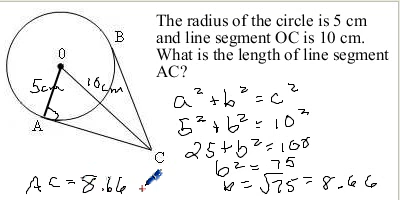 The radius of the circle is 5 cm
and line segment OC is 10 cm.
What is the length of line segment
AC?
B
O
5cm
10cm
A
C
a² + b² = c²
5² + b² = 10²
25 + b² = 100
b² = 75
b = √75 = 8.66
AC = 8.66